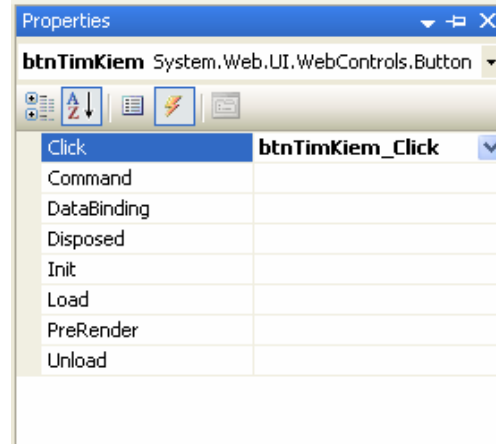 Properties
btnTimKiem System.Web.UI.WebControls.Button
Click btnTimKiem_Click
Command
DataBinding
Disposed
Init
Load
PreRender
Unload